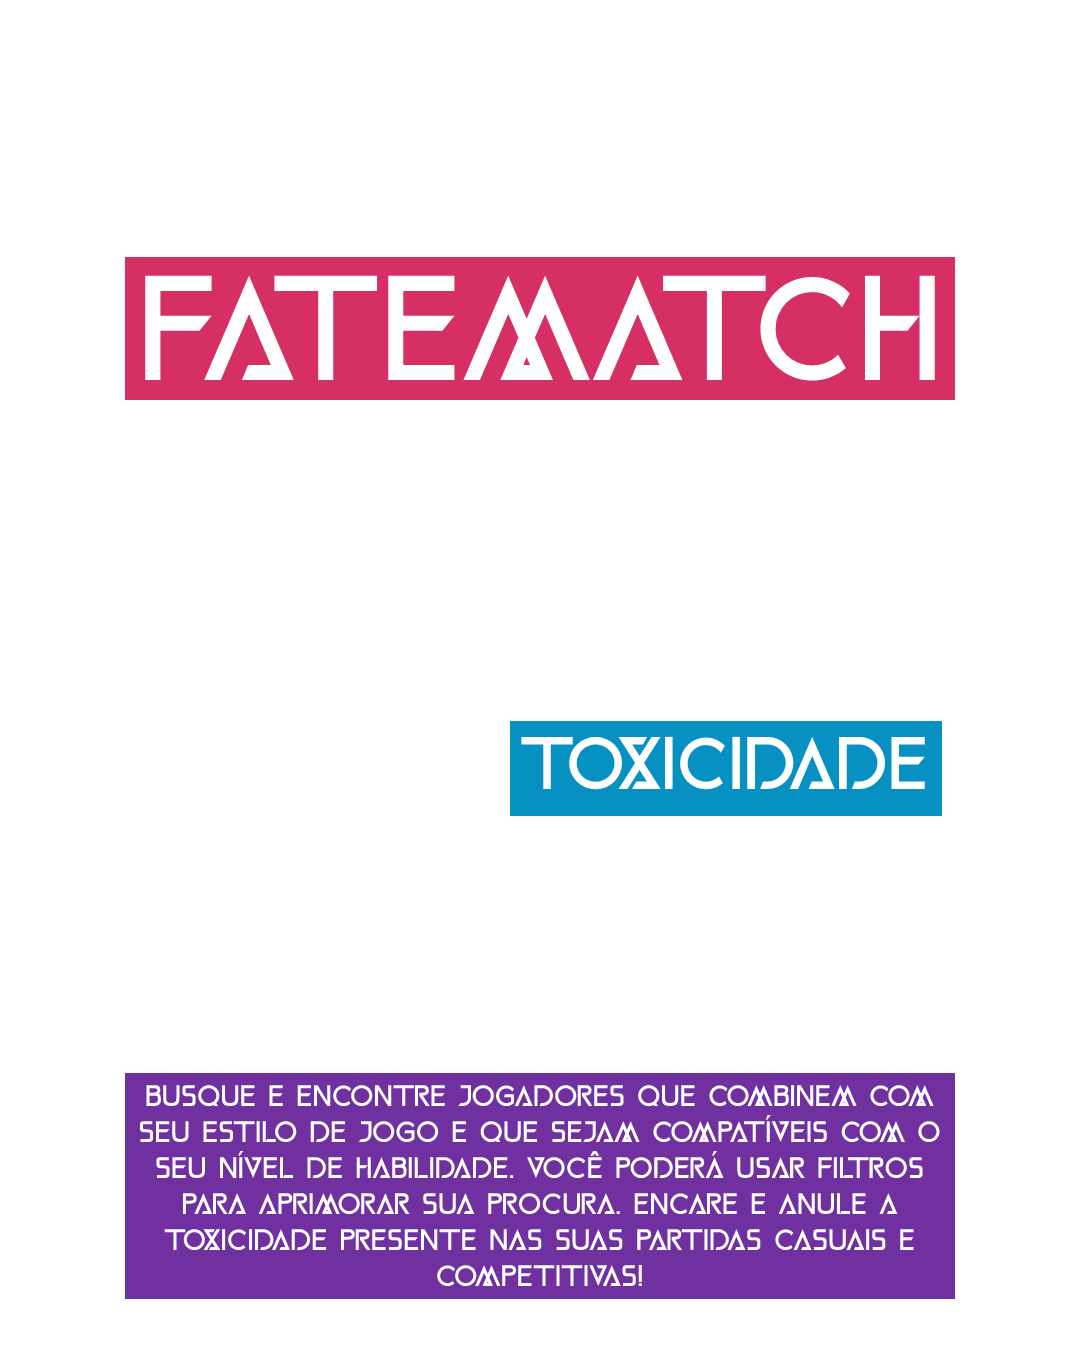 FATEMATCH
TOXICIDADE
BUSQUE E ENCONTRE JOGADORES QUE COMBINEM COM
SEU ESTILO DE JOGO E QUE SEJAM COMPATÍVEIS COM O
SEU NÍVEL DE HABILIDADE. VOCÊ PODERÁ USAR FILTROS
PARA APRIMORAR SUA PROCURA. ENCARE E ANULE A
TOXICIDADE PRESENTE NAS SUAS PARTIDAS CASUAIS E
COMPETITIVAS!